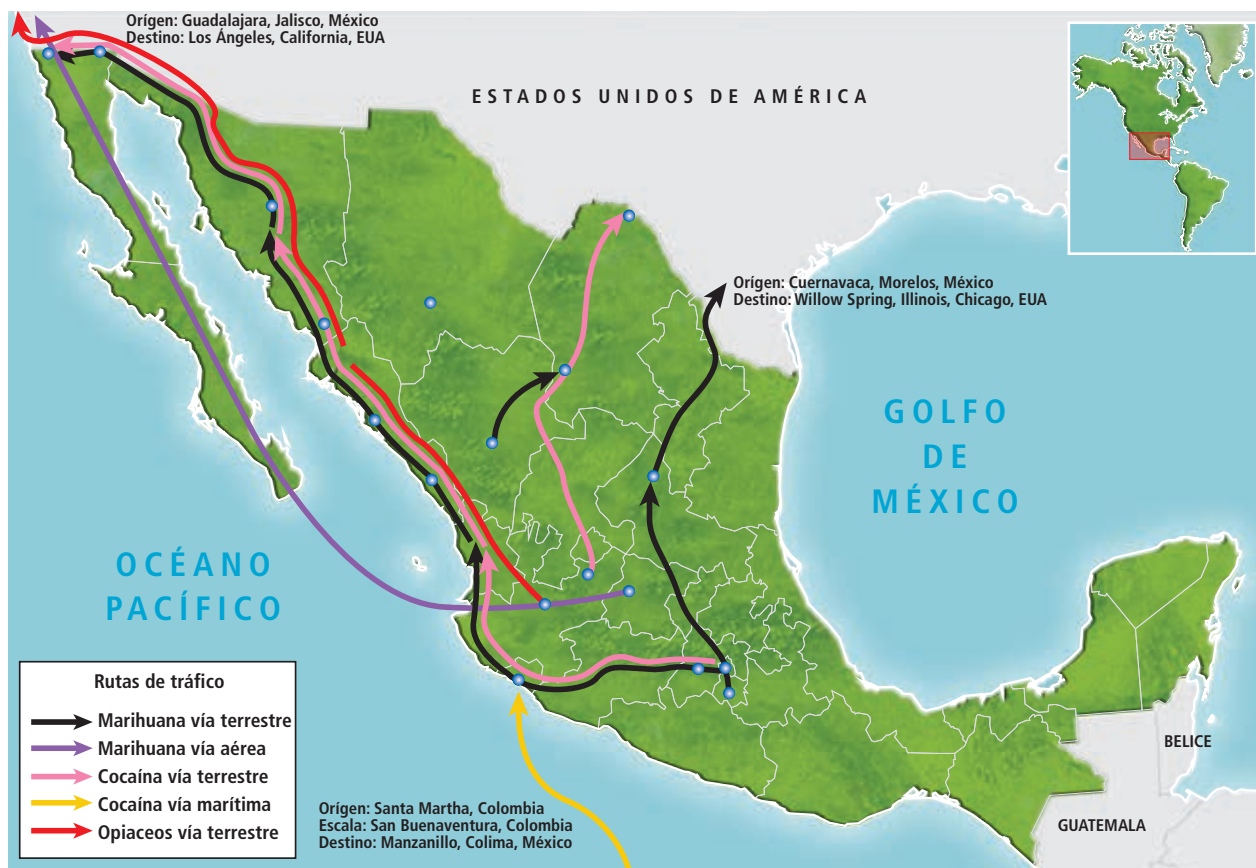 Orígen: Guadalajara, Jalisco, México
Destino: Los Ángeles, California, EUA
ESTADOS UNIDOS DE AMÉRICA
Orígen: Cuernavaca, Morelos, México
Destino: Willow Spring, Illinois, Chicago, EUA
GOLFO
DE
MÉXICO
OCÉANO
PACÍFICO
Rutas de tráfico
Marihuana vía terrestre
Marihuana vía aérea
Cocaína vía terrestre
Cocaína vía marítima
Opiaceos vía terrestre
Orígen: Santa Martha, Colombia
Escala: San Buenaventura, Colombia
Destino: Manzanillo, Colima, México
BELICE
GUATEMALA